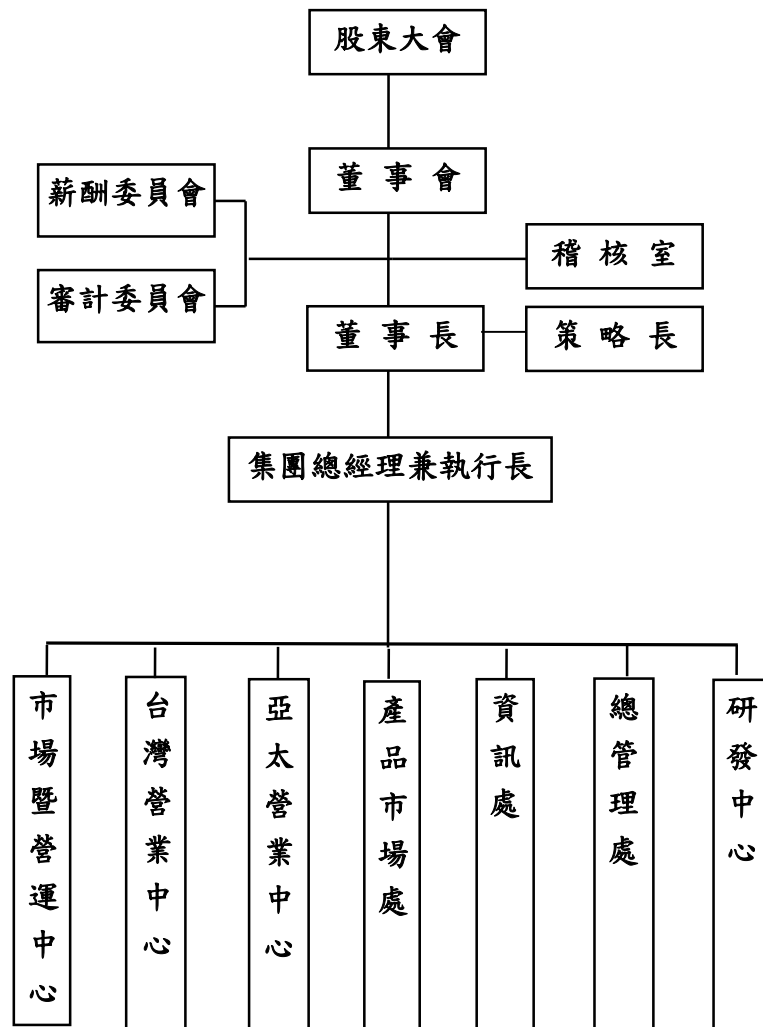 股東大會
董事會
薪酬委員會
稽核室
審計委員會
董事長
策略長
集團總經理兼執行長
市場暨營運中心
台灣營業中心
亞太營業中心
產品市場處
資訊處
總管理處
研發中心